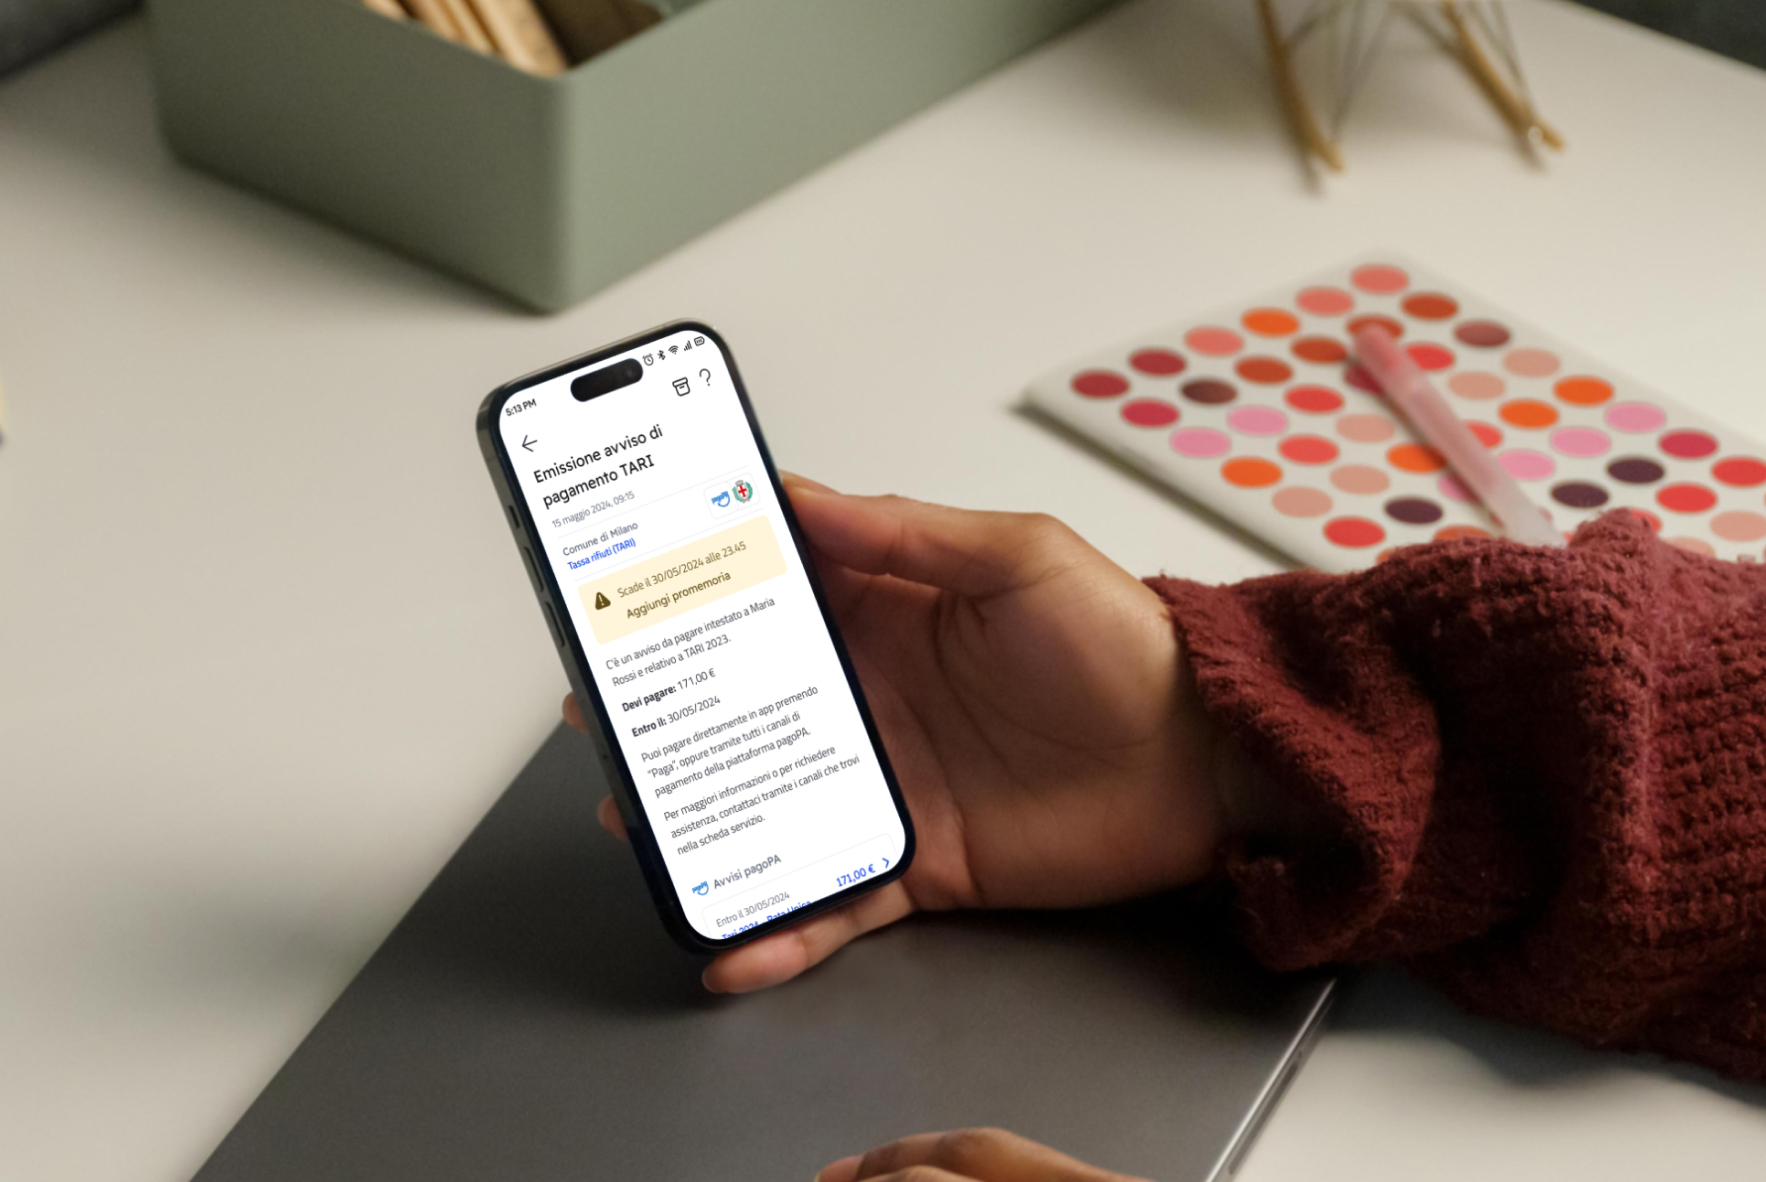 5:13 PM
Emissione avviso di
pagamento TARI
15 maggio 2024, 09:15
Comune di Milano
Tassa rifiuti (TARI)
Scade il 30/05/2024 alle 23.45
Aggiungi promemoria
C'è un avviso da pagare intestato a Maria
Rossi e relativo a TARI 2023.
Devi pagare: 171,00 €
Entro il: 30/05/2024
Puoi pagare direttamente in app premendo
"Paga", oppure tramite tutti i canali di
pagamento della piattaforma pagoPA.
Per maggiori informazioni o per richiedere
assistenza, contattaci tramite i canali che trovi
nella scheda servizio.
Avvisi pagoPA
Entro il 30/05/2024
171,00 €
Tari 2024 - Rata Unica